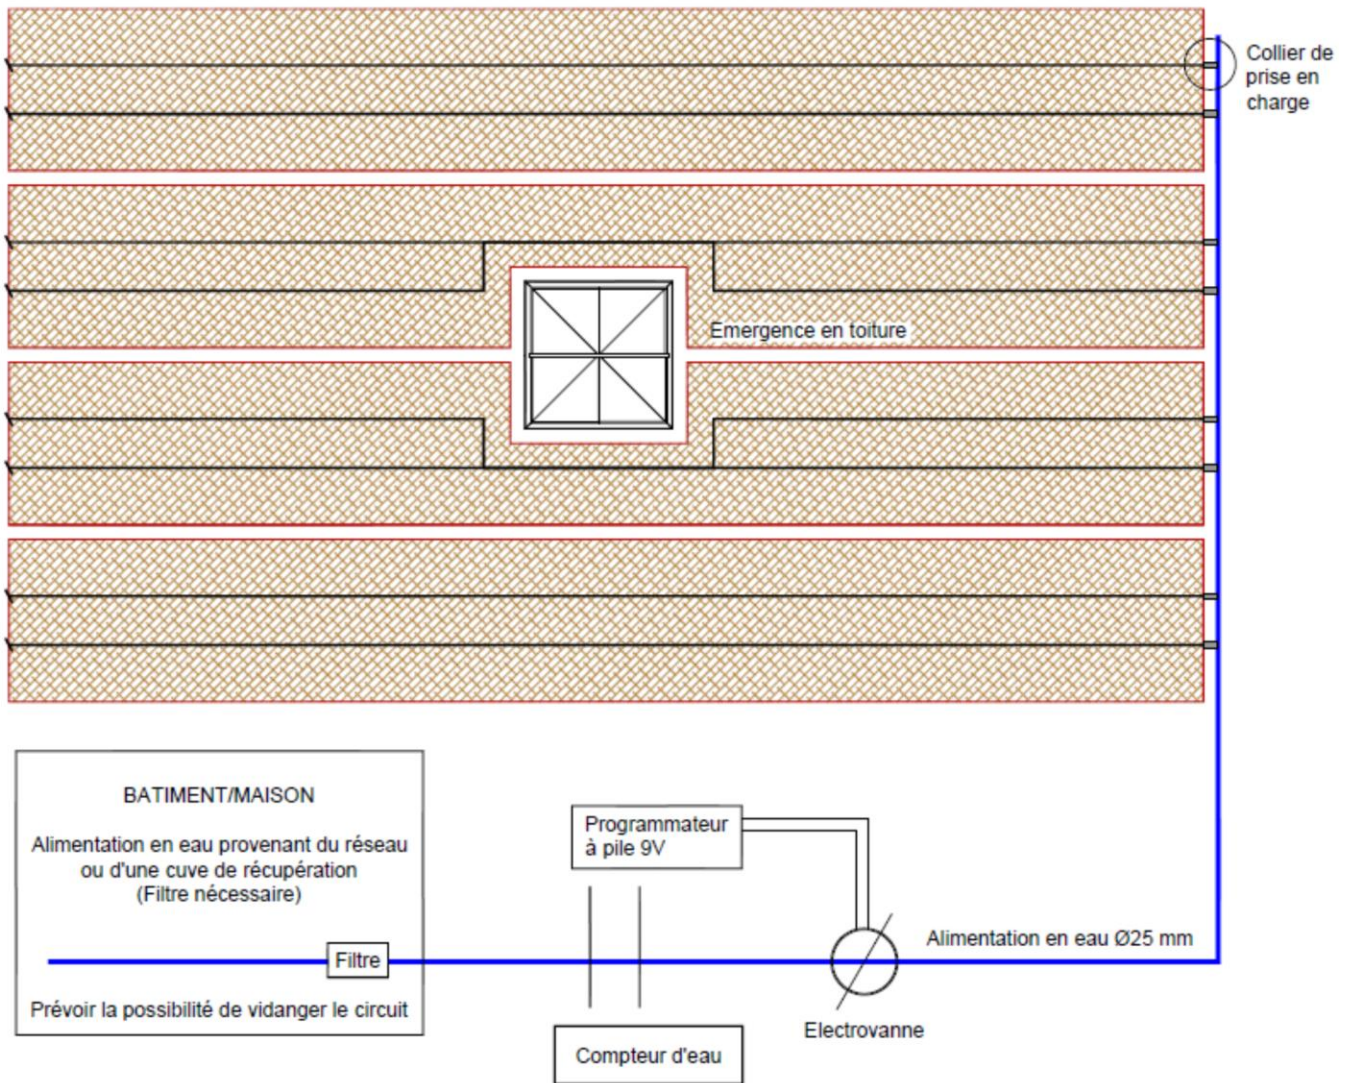 Collier de
prise en
charge
Emergence en toiture
BATIMENT/MAISON
Alimentation en eau provenant du réseau
ou d'une cuve de récupération
(Filtre nécessaire)
Filtre
Prévoir la possibilité de vidanger le circuit
Programmateur
à pile 9V
Alimentation en eau Ø25 mm
Electrovanne
Compteur d'eau